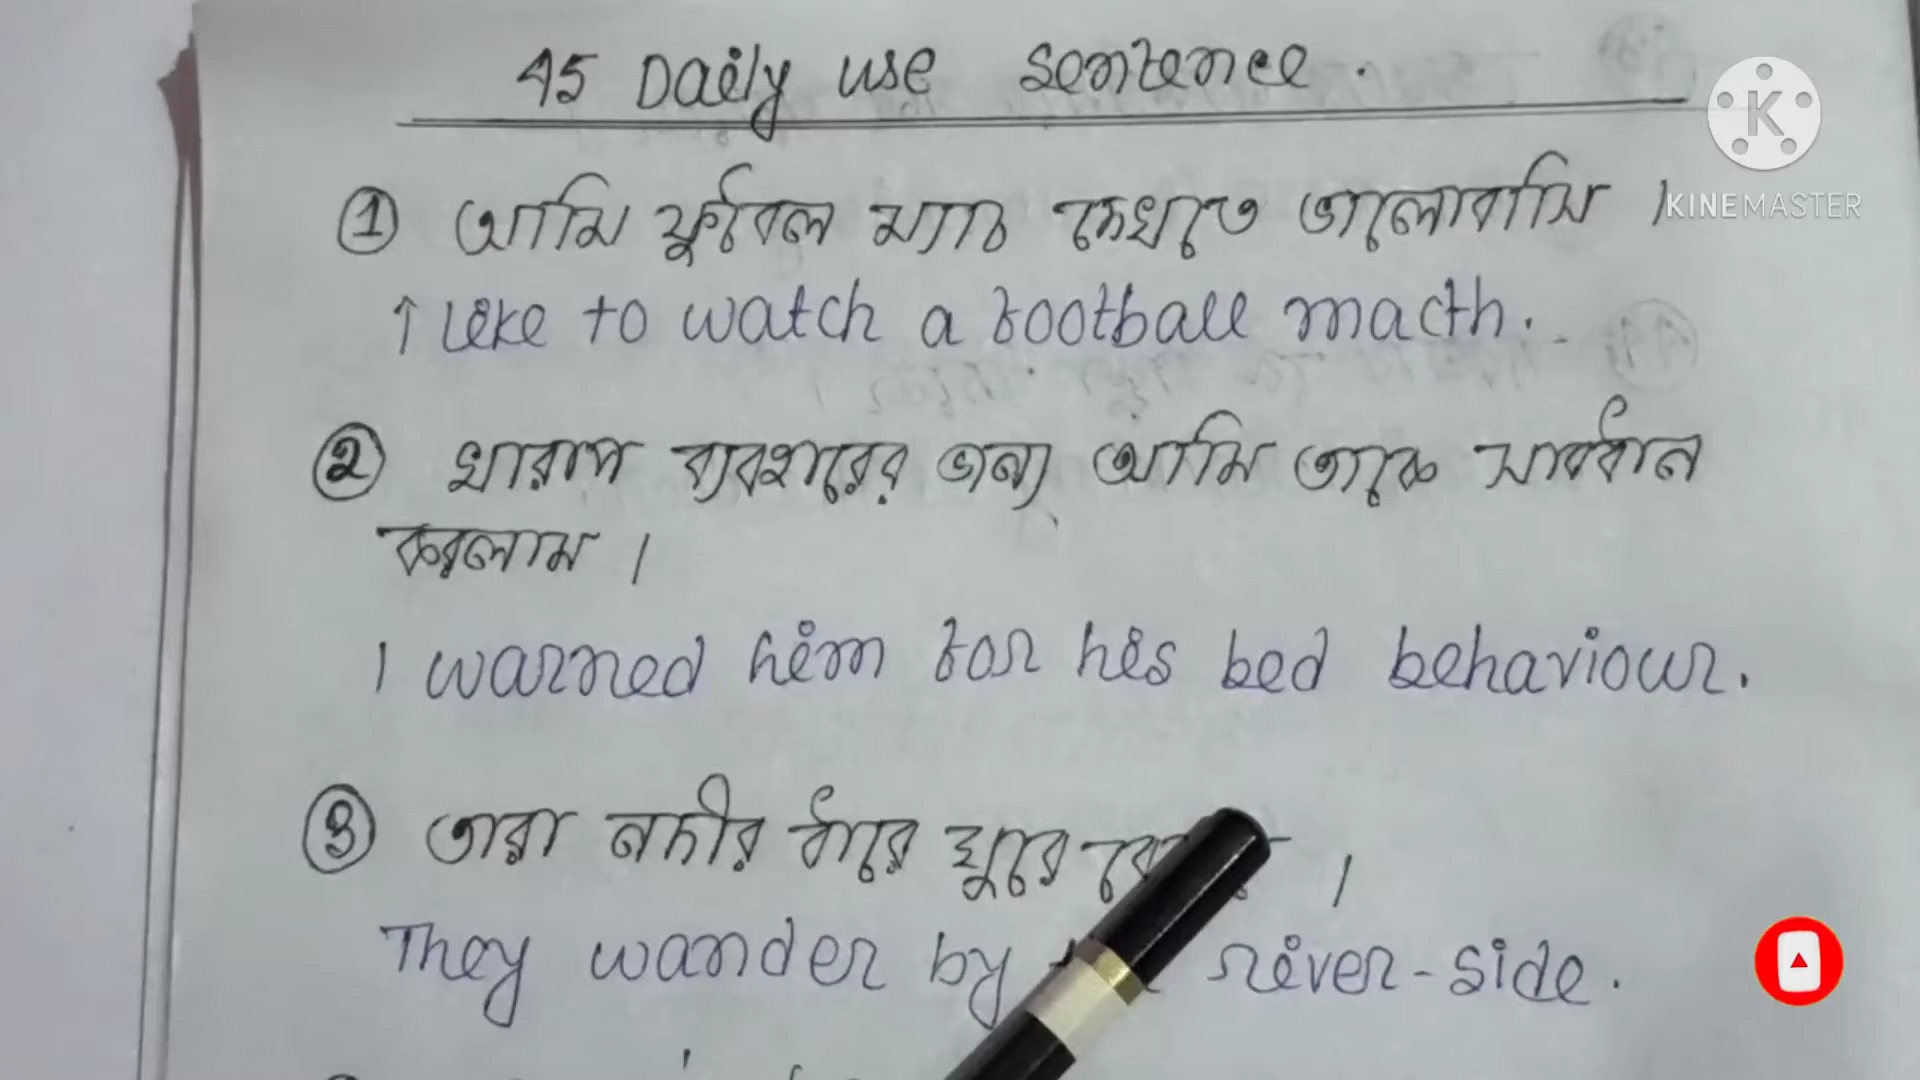 45 Daily use sentence.
① আমি ফুটবল ম্যাচ দেখতে ভালোবাসি ।
I Like to watch a football macth.
② খারাপ ব্যবহারের জন্য আমি তাকে সাবধান
করলাম ।
I warned him for his bed behaviour.
③ তারা নদীর ধারে ঘুরে ।
They wander by river-side.
K
KINEMASTER